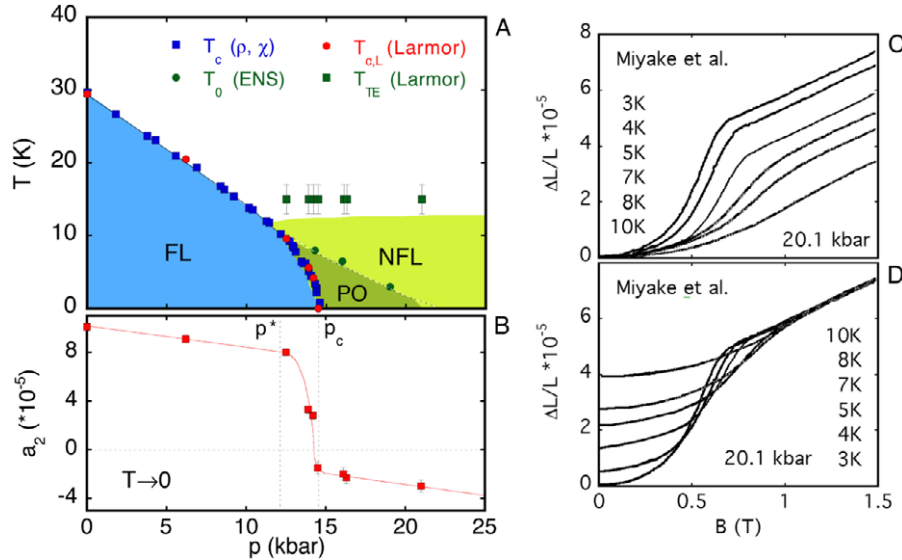 A
T_c (ρ, χ)
T_c,L (Larmor)
T_0 (ENS)
T_TE (Larmor)
40
30
20
10
0
T (K)
FL
NFL
PO
B
p*
p_c
8
4
0
-4
a_2 (*10^-5)
T→0
0
5
10
15
20
25
p (kbar)
C
Miyake et al.
3K
4K
5K
7K
8K
10K
20.1 kbar
8
6
4
2
0
ΔL/L *10^-5
D
Miyake et al.
10K
8K
7K
5K
4K
3K
20.1 kbar
6
4
2
0
ΔL/L *10^-5
0
0.5
1
1.5
B (T)